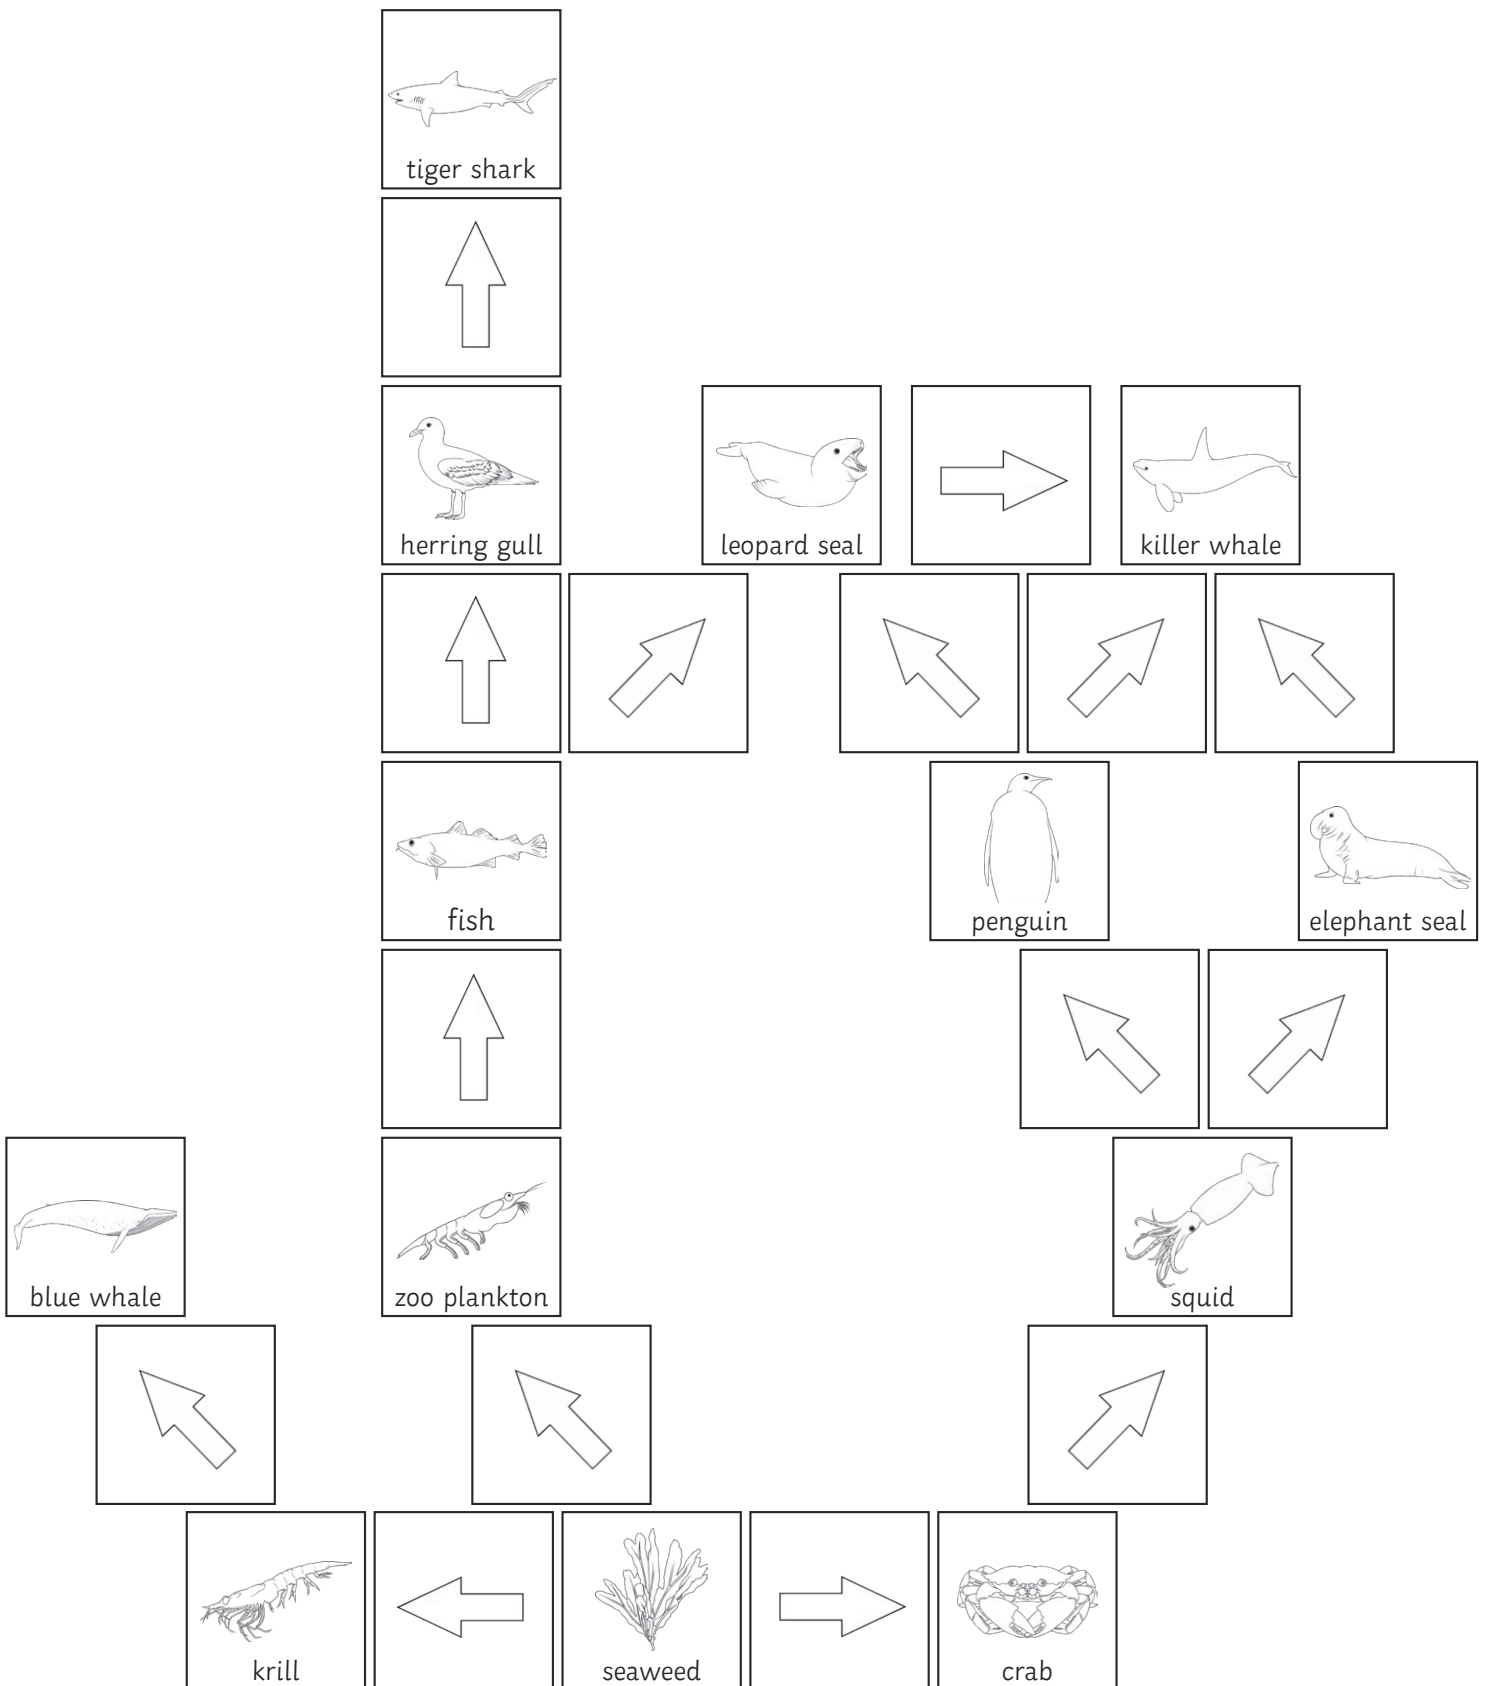 tiger shark
herring gull
leopard seal
killer whale
fish
penguin
elephant seal
blue whale
zoo plankton
squid
krill
seaweed
crab